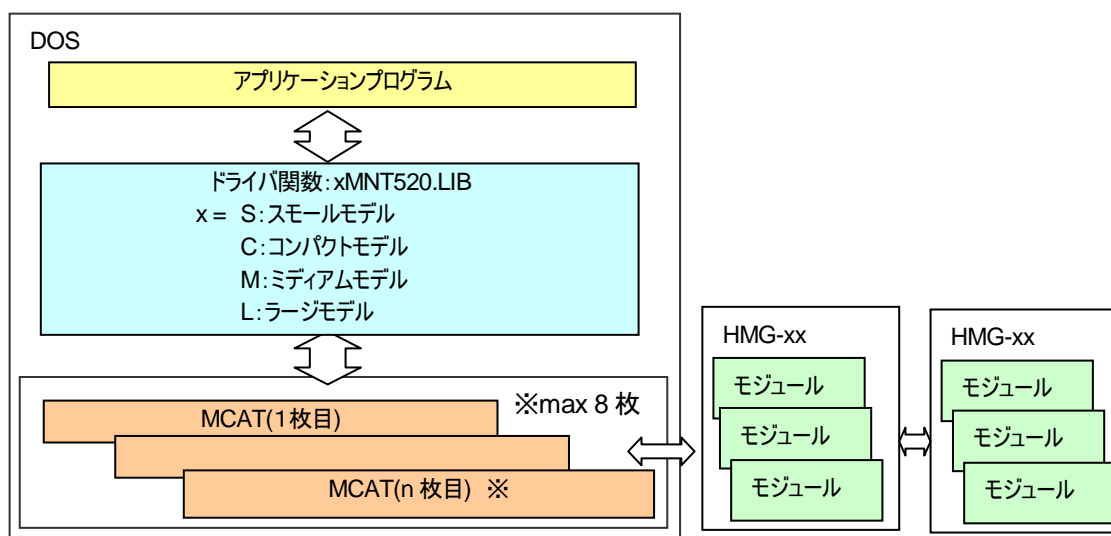 DOS
アプリケーションプログラム
ドライバ関数:xMNT520.LIB
x = S:スモールモデル
C:コンパクトモデル
M:ミディアムモデル
L:ラージモデル
※max 8 枚
MCAT(1枚目)
MCAT(n 枚目) ※
HMG-xx
モジュール
モジュール
モジュール
HMG-xx
モジュール
モジュール
モジュール